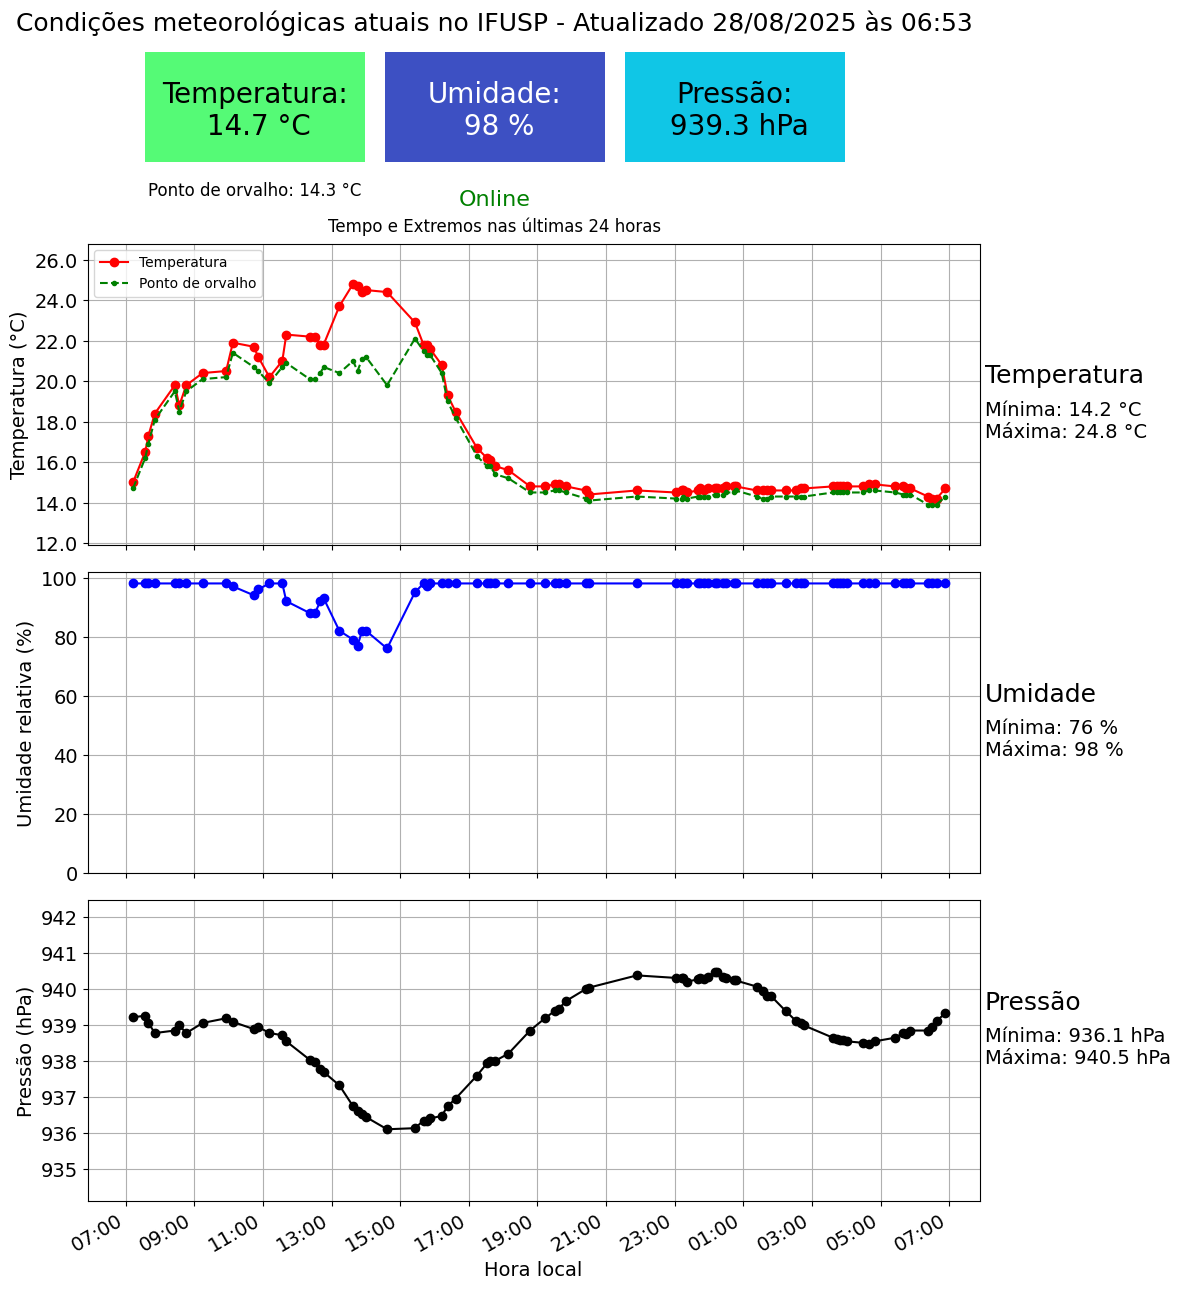 Condições meteorológicas atuais no IFUSP - Atualizado 28/08/2025 às 06:53
Temperatura:
14.7 °C
Umidade:
98 %
Pressão:
939.3 hPa
Ponto de orvalho: 14.3 °C
Online
Tempo e Extremos nas últimas 24 horas
Temperatura
Ponto de orvalho
Temperatura (°C)
26.0
24.0
22.0
20.0
18.0
16.0
14.0
12.0
Temperatura
Mínima: 14.2 °C
Máxima: 24.8 °C
Umidade relativa (%)
100
80
60
40
20
0
Umidade
Mínima: 76 %
Máxima: 98 %
Pressão (hPa)
942
941
940
939
938
937
936
935
Pressão
Mínima: 936.1 hPa
Máxima: 940.5 hPa
07:00 09:00 11:00 13:00 15:00 17:00 19:00 21:00 23:00 01:00 03:00 05:00 07:00
Hora local